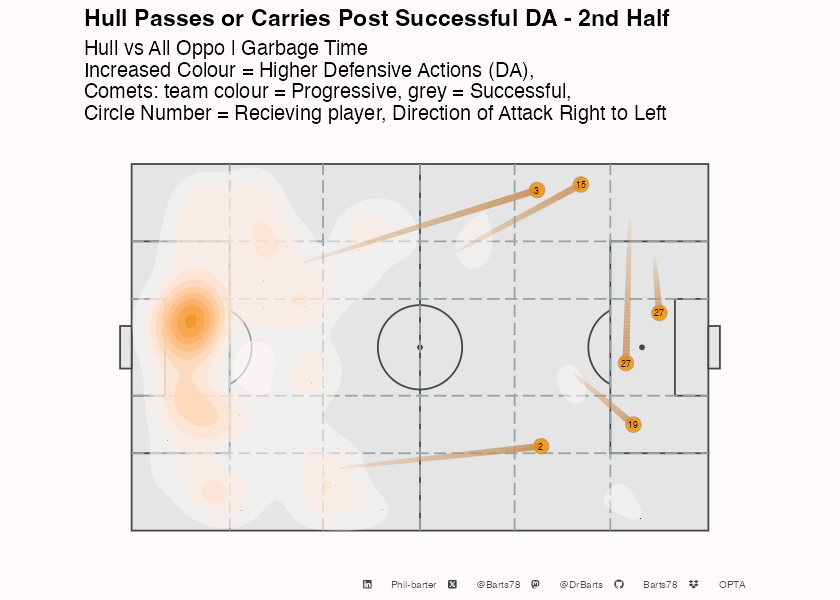 Hull Passes or Carries Post Successful DA - 2nd Half
Hull vs All Oppo I Garbage Time
Increased Colour = Higher Defensive Actions (DA),
Comets: team colour = Progressive, grey = Successful,
Circle Number = Recieving player, Direction of Attack Right to Left
3
15
27
27
19
2
Phil-barter @Barts78 @DrBarts Barts78 OPTA